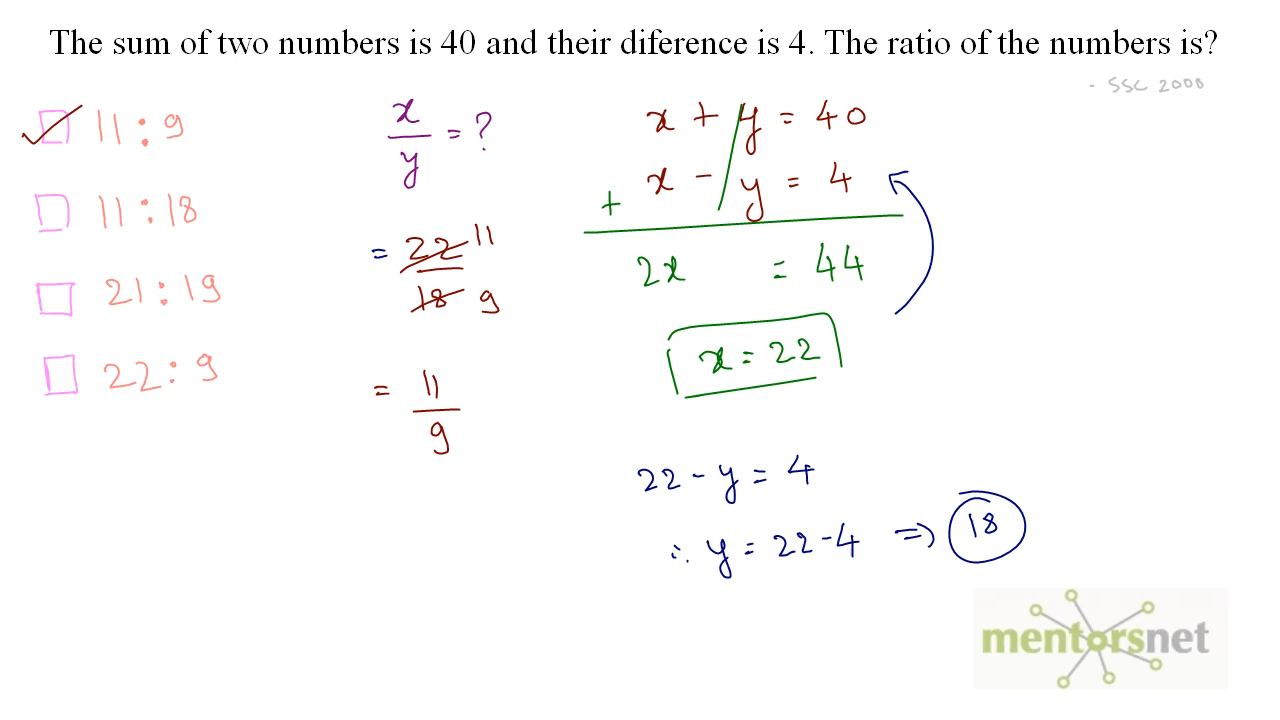 The sum of two numbers is 40 and their diference is 4. The ratio of the numbers is?
- SSC 2000
11 : 9
11 : 18
21 : 19
22 : 9
x
y
= ?
= 22 11
18 9
= 11
9
x + y = 40
+ x - y = 4
2x = 44
x = 22
22 - y = 4
∴ y = 22 - 4 ⇒ 18
mentorsnet